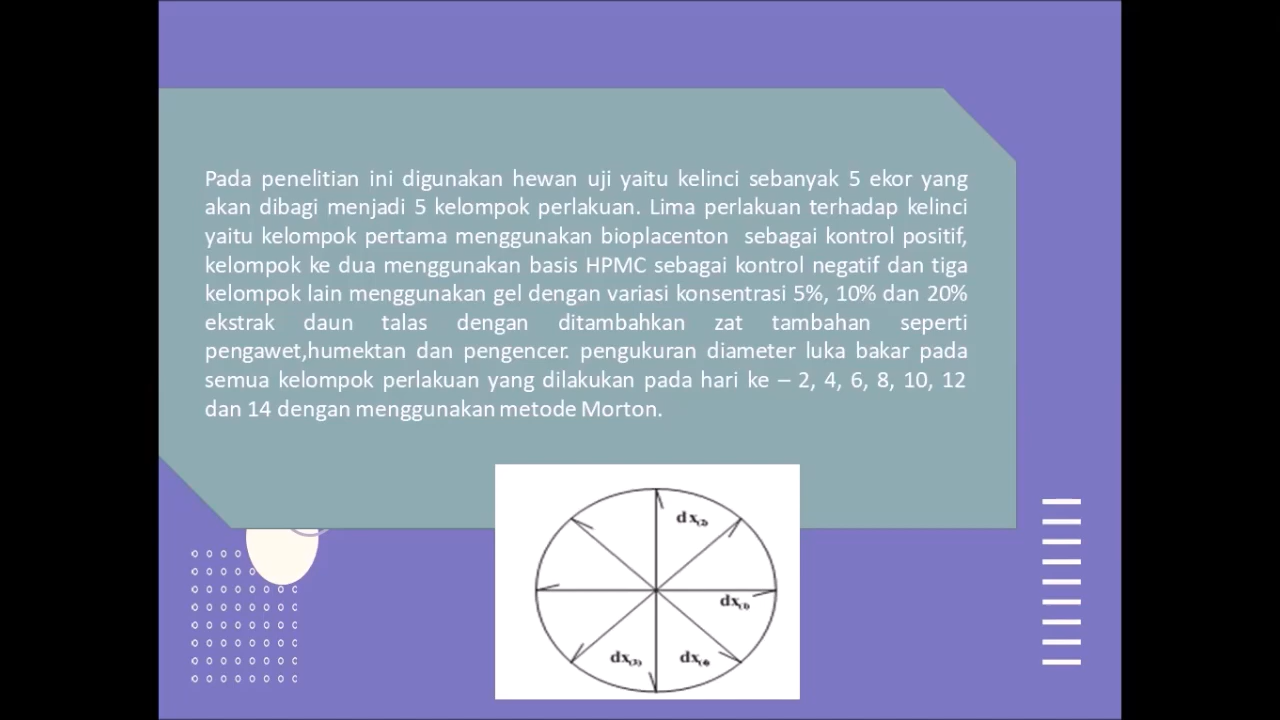 Pada penelitian ini digunakan hewan uji yaitu kelinci sebanyak 5 ekor yang
akan dibagi menjadi 5 kelompok perlakuan. Lima perlakuan terhadap kelinci
yaitu kelompok pertama menggunakan bioplacenton sebagai kontrol positif,
kelompok ke dua menggunakan basis HPMC sebagai kontrol negatif dan tiga
kelompok lain menggunakan gel dengan variasi konsentrasi 5%, 10% dan 20%
ekstrak daun talas dengan ditambahkan zat tambahan seperti
pengawet,humektan dan pengencer. pengukuran diameter luka bakar pada
semua kelompok perlakuan yang dilakukan pada hari ke – 2, 4, 6, 8, 10, 12
dan 14 dengan menggunakan metode Morton.
dx
dx
dx
dx